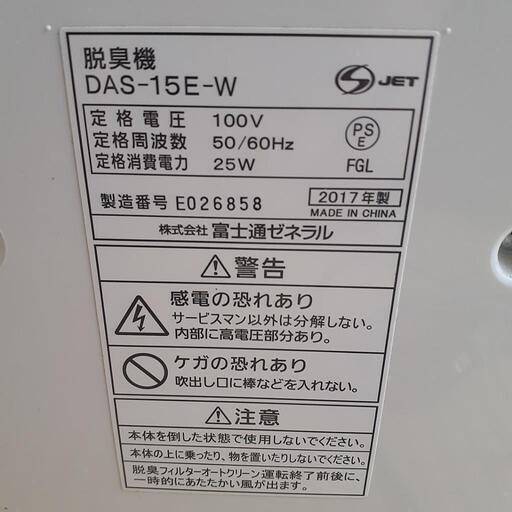 脱臭機
DAS-15E-W
S JET
定格電圧 100V
定格周波数 50/60Hz
定格消費電力 25W
PS
E
FGL
製造番号 E026858
2017年製
MADE IN CHINA
株式会社 富士通ゼネラル
警告
感電の恐れあり
サービスマン以外は分解しない。
内部に高電圧部分あり。
ケガの恐れあり
吹出し口に棒などを入れない。
注意
本体を倒した状態で使用しないでください。
本体の上に乗ったり、物を置いたりしないでください。
脱臭フィルターオートクリーン運転終了前後に、
一時的にあたたかい風が出ます。